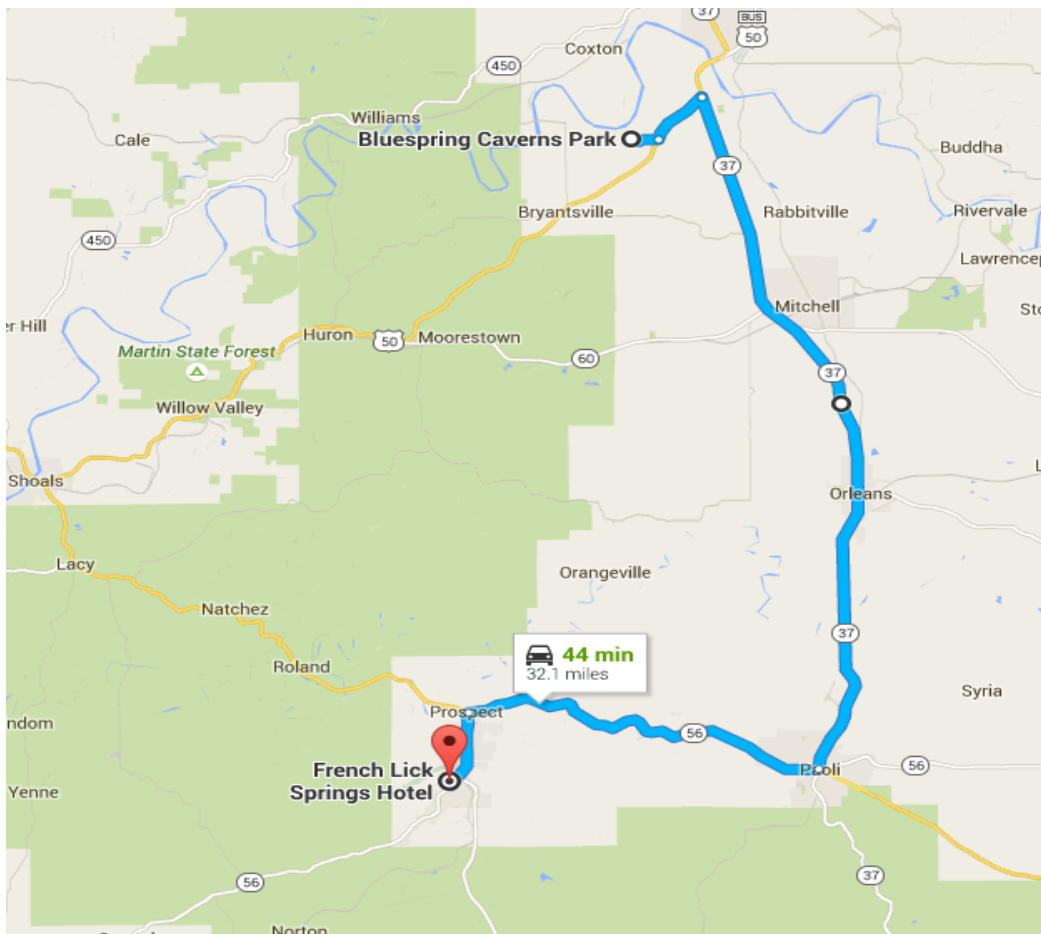 37
BUS
50
Coxton
450
Williams
Cale
Bluespring Caverns Park
Buddha
37
Bryantsville
Rabbitville
Rivervale
450
Lawrencep
Mitchell
er Hill
Huron
50
Moorestown
Sto
Martin State Forest
60
37
Willow Valley
Shoals
Orleans
L
Lacy
Orangeville
Natchez
37
44 min
32.1 miles
Roland
Syria
Prospect
ndom
56
French Lick
Springs Hotel
Paoli
56
Yenne
56
37
Norton